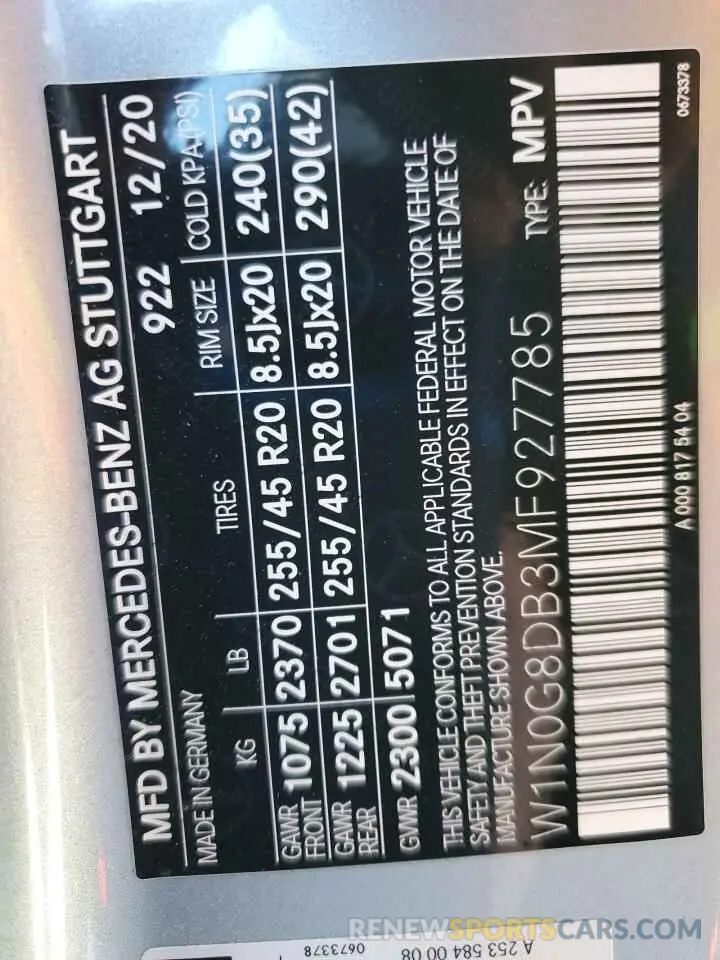 MFD BY MERCEDES-BENZ AG STUTTGART
MADE IN GERMANY 922 12/20
KG LB TIRES RIM SIZE COLD KPA (PSI)
GAWR FRONT 1075 2370 255/45 R20 8.5Jx20 240(35)
GAWR REAR 1225 2701 255/45 R20 8.5Jx20 290(42)
GVWR 2300 5071
THIS VEHICLE CONFORMS TO ALL APPLICABLE FEDERAL MOTOR VEHICLE
SAFETY AND THEFT PREVENTION STANDARDS IN EFFECT ON THE DATE OF
MANUFACTURE SHOWN ABOVE.
W1N0G8DB3MF927785 TYPE: MPV
A 000 817 54 04 0673378
A 253 584 00 08
0673378
RENEWSPORTSCARS.COM